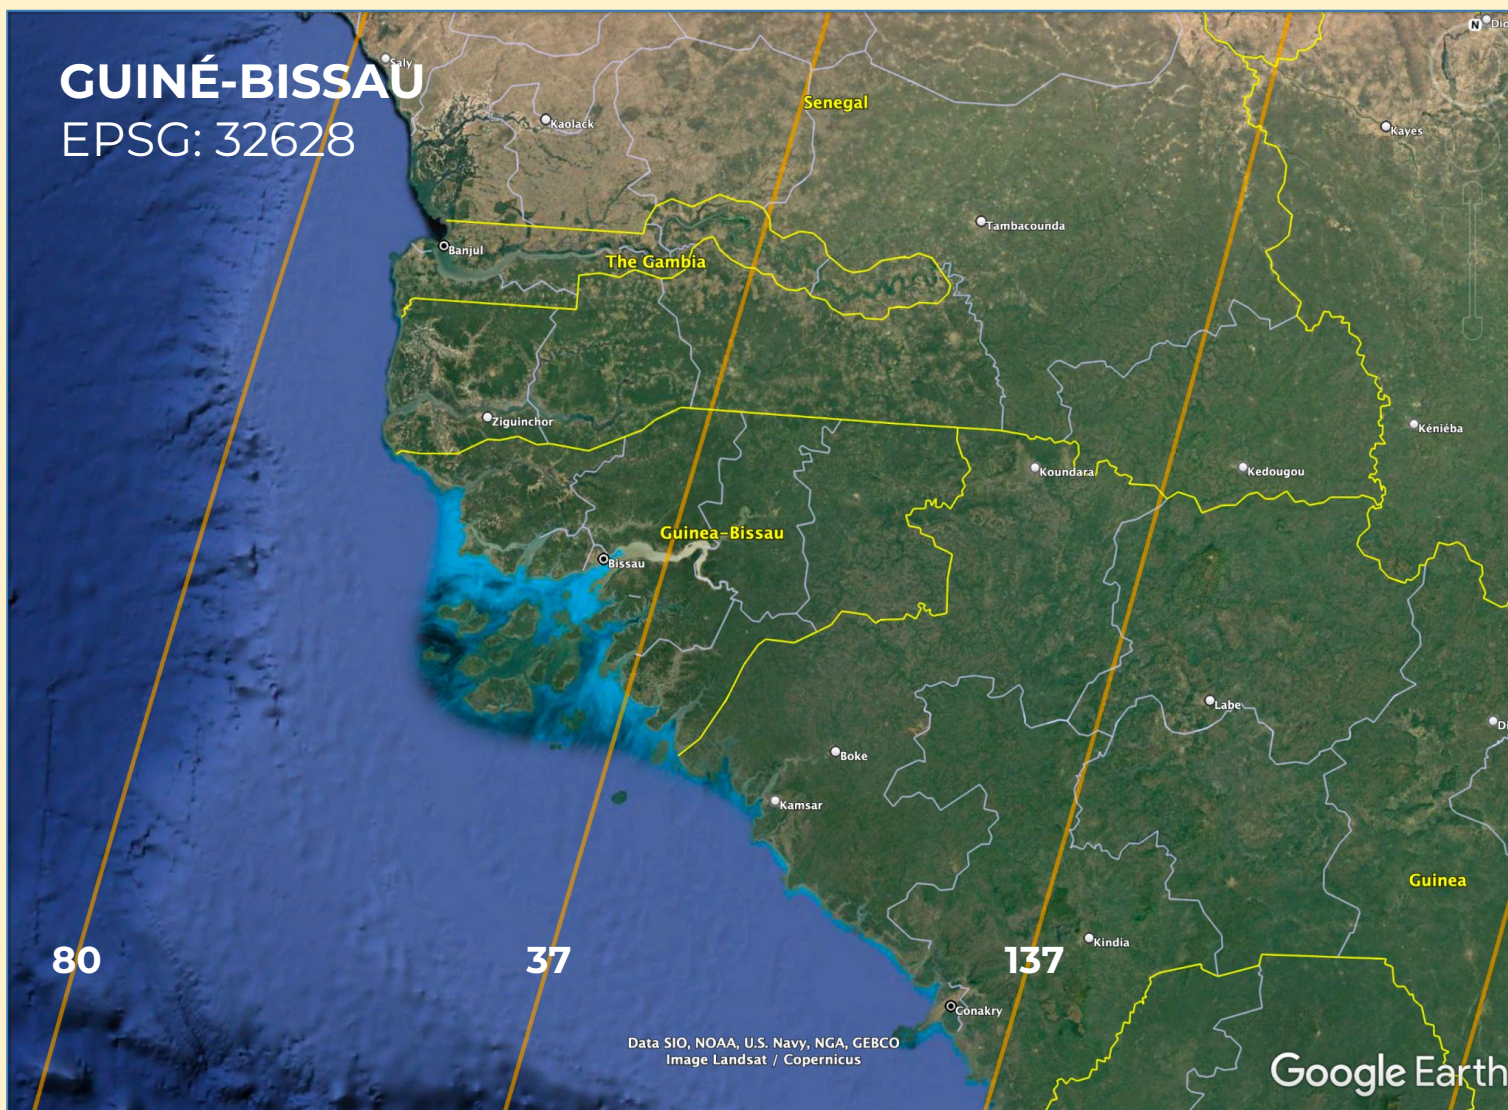 GUINÉ-BISSAU
EPSG: 32628
N
Saly
Kaolack
Senegal
Kayes
Tambacounda
Banjul
The Gambia
Ziguinchor
Koundara
Kedougou
Kéniéba
Guinea-Bissau
Bissau
Labe
Boke
Kamsar
Guinea
80
37
137
Kindia
Conakry
Data SIO, NOAA, U.S. Navy, NGA, GEBCO
Image Landsat / Copernicus
Google Earth